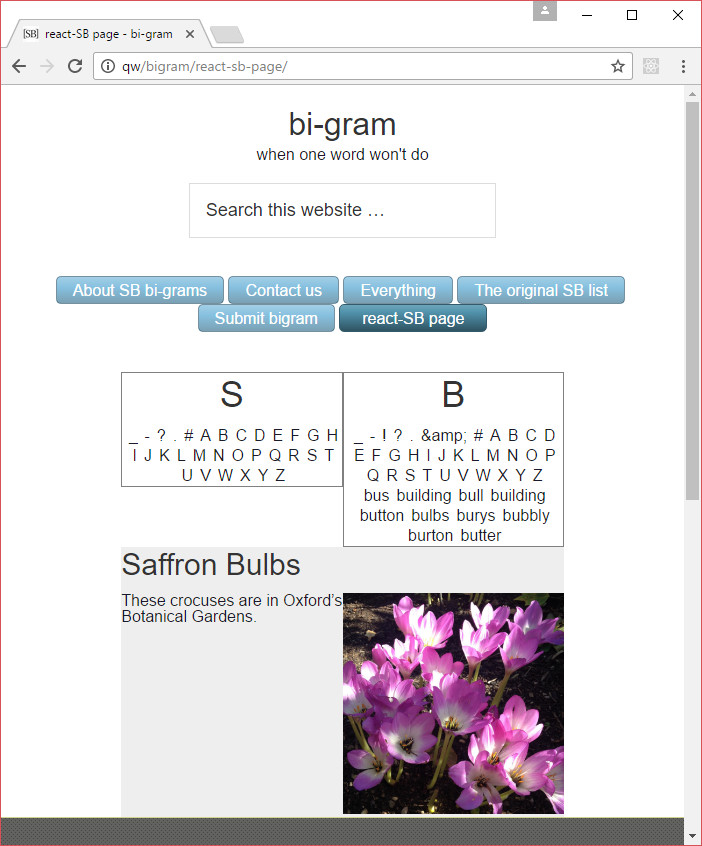 [SB] react-SB page - bi-gram
qw/bigram/react-sb-page/
bi-gram
when one word won't do
Search this website …
About SB bi-grams Contact us Everything The original SB list
Submit bigram react-SB page
S
_ - ? . # A B C D E F G H
I J K L M N O P Q R S T
U V W X Y Z
B
_ - ! ? . &amp; # A B C D
E F G H I J K L M N O P
Q R S T U V W X Y Z
bus building bull building
button bulbs burys bubbly
burton butter
Saffron Bulbs
These crocuses are in Oxford’s
Botanical Gardens.